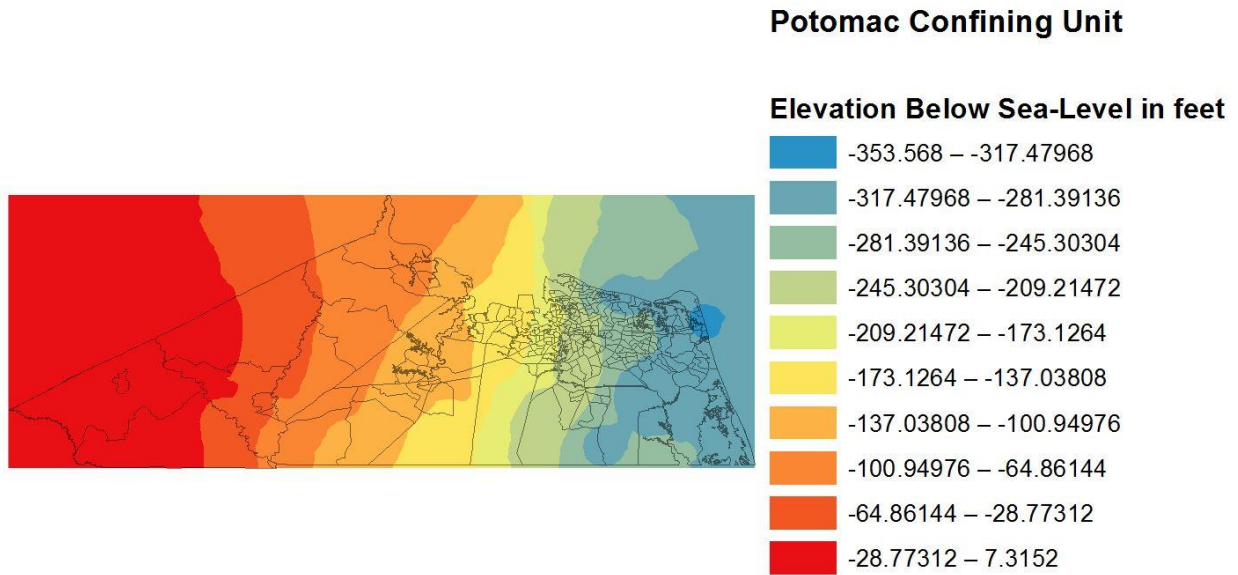 Potomac Confining Unit
Elevation Below Sea-Level in feet
-353.568 – -317.47968
-317.47968 – -281.39136
-281.39136 – -245.30304
-245.30304 – -209.21472
-209.21472 – -173.1264
-173.1264 – -137.03808
-137.03808 – -100.94976
-100.94976 – -64.86144
-64.86144 – -28.77312
-28.77312 – 7.3152